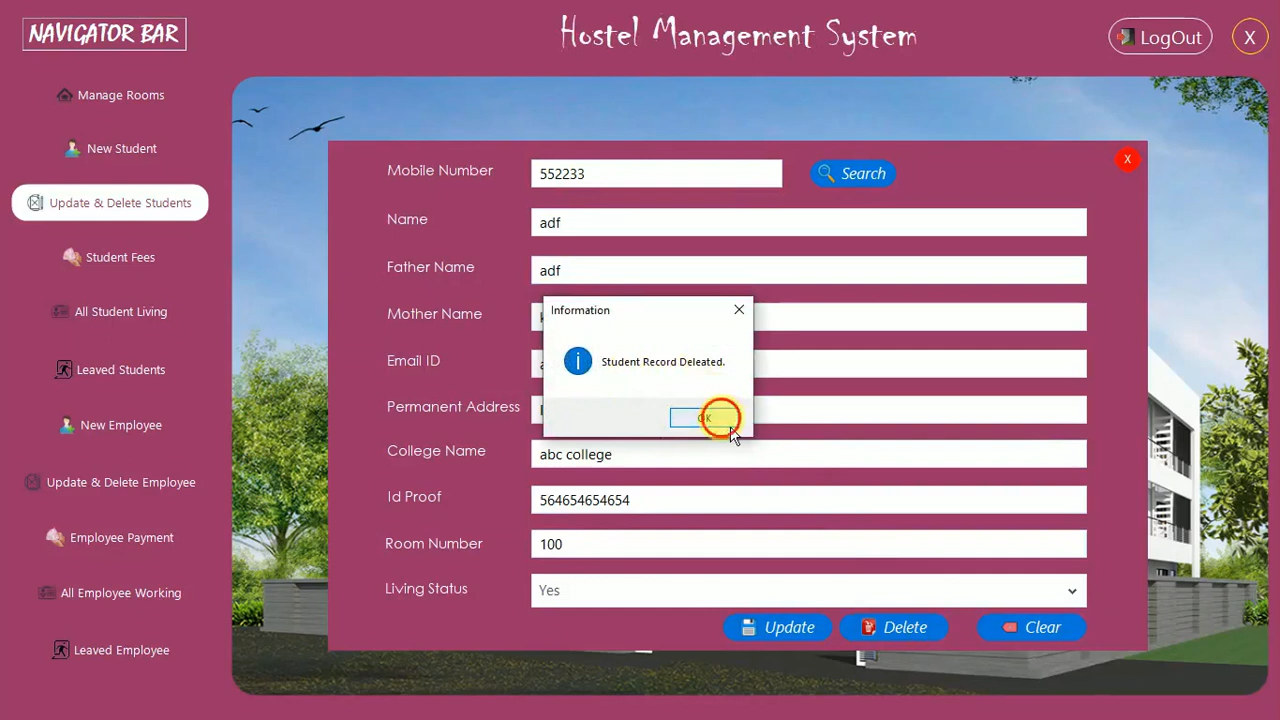 NAVIGATOR BAR
Hostel Management System
LogOut
X
Manage Rooms
New Student
Update & Delete Students
Student Fees
All Student Living
Leaved Students
New Employee
Update & Delete Employee
Employee Payment
All Employee Working
Leaved Employee
X
Mobile Number 552233 Search
Name adf
Father Name adf
Mother Name
Email ID
Permanent Address
College Name abc college
Id Proof 564654654654
Room Number 100
Living Status Yes
Update Delete Clear
Information
Student Record Deleated.
OK